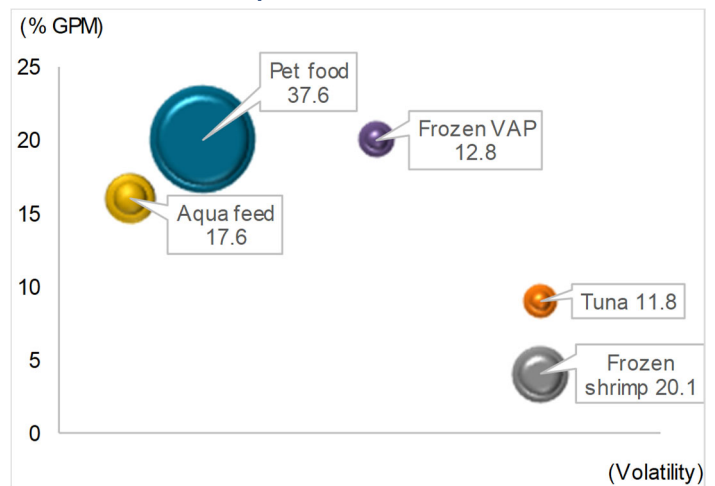 (% GPM)
25
20
15
10
5
0
Pet food
37.6
Frozen VAP
12.8
Aqua feed
17.6
Tuna 11.8
Frozen
shrimp 20.1
(Volatility)